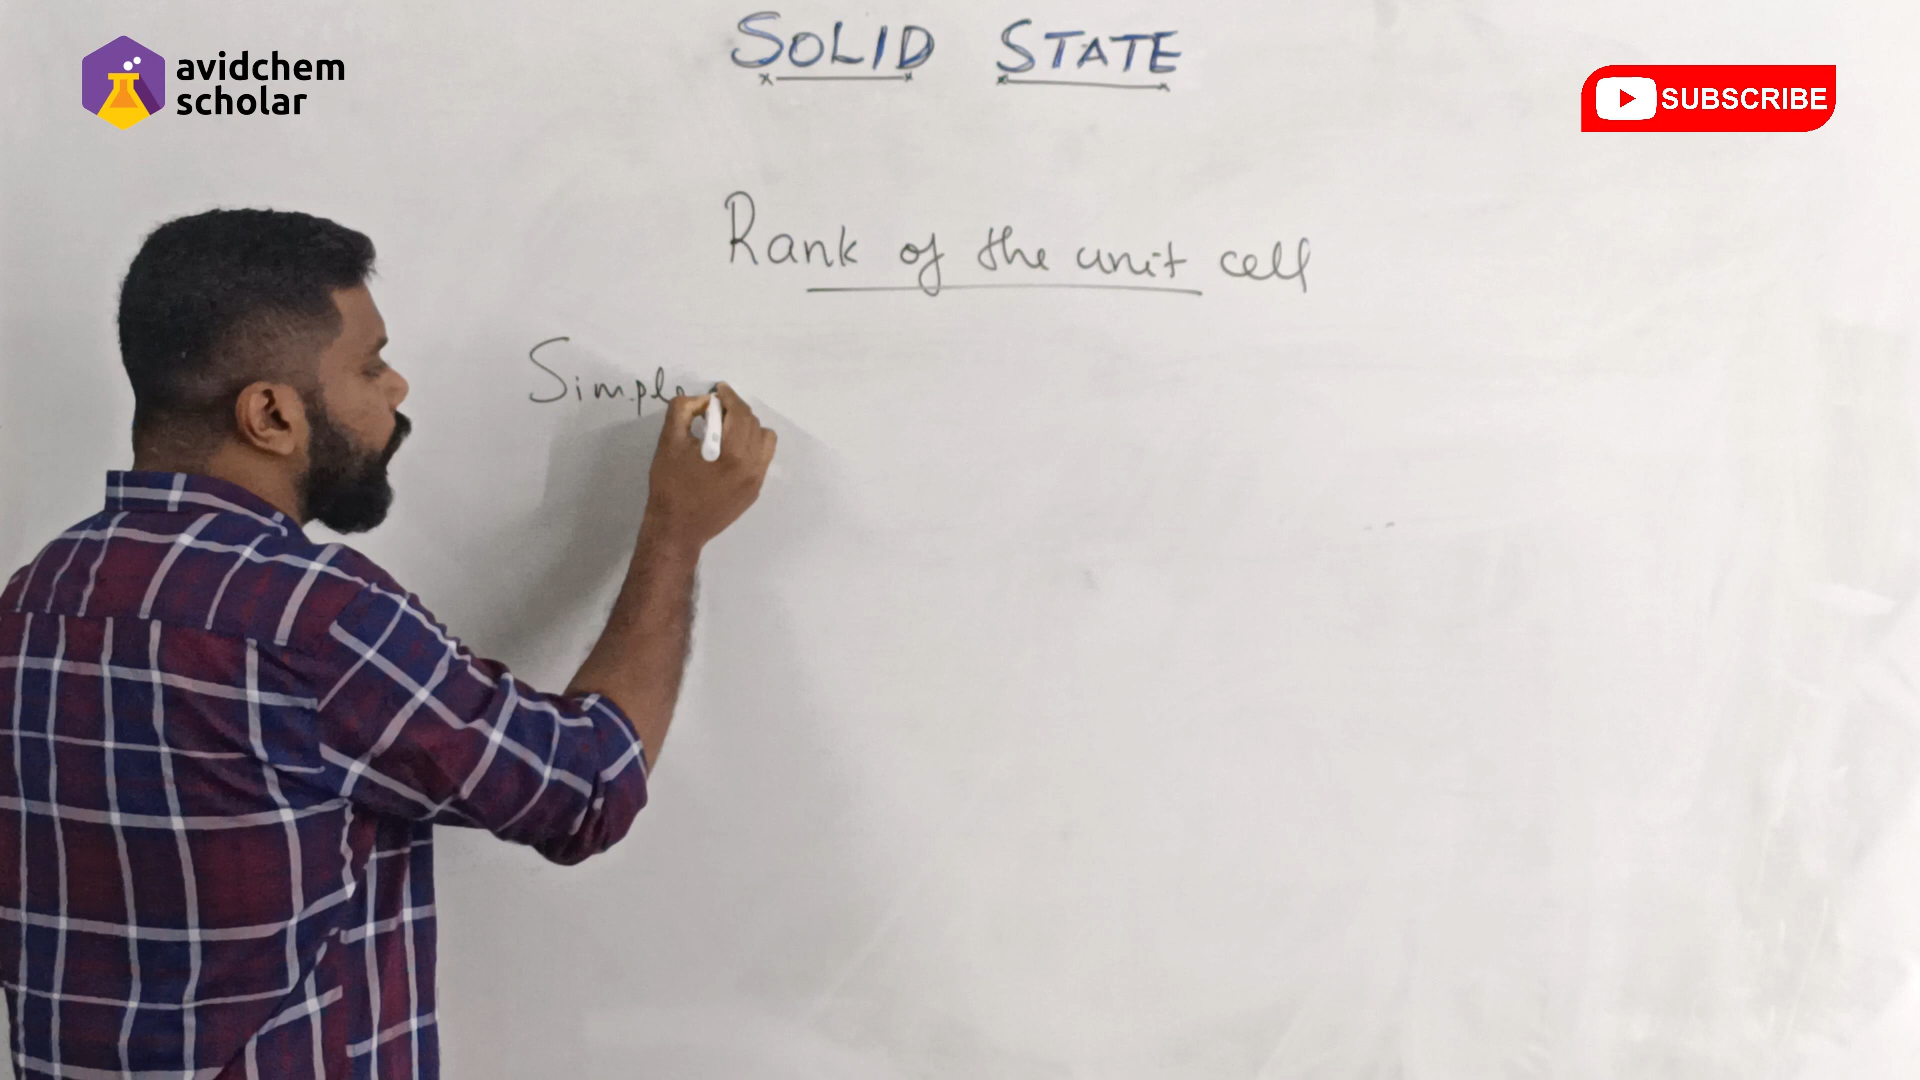 avidchem
scholar
SOLID STATE
SUBSCRIBE
Rank of the unit cell
Simple